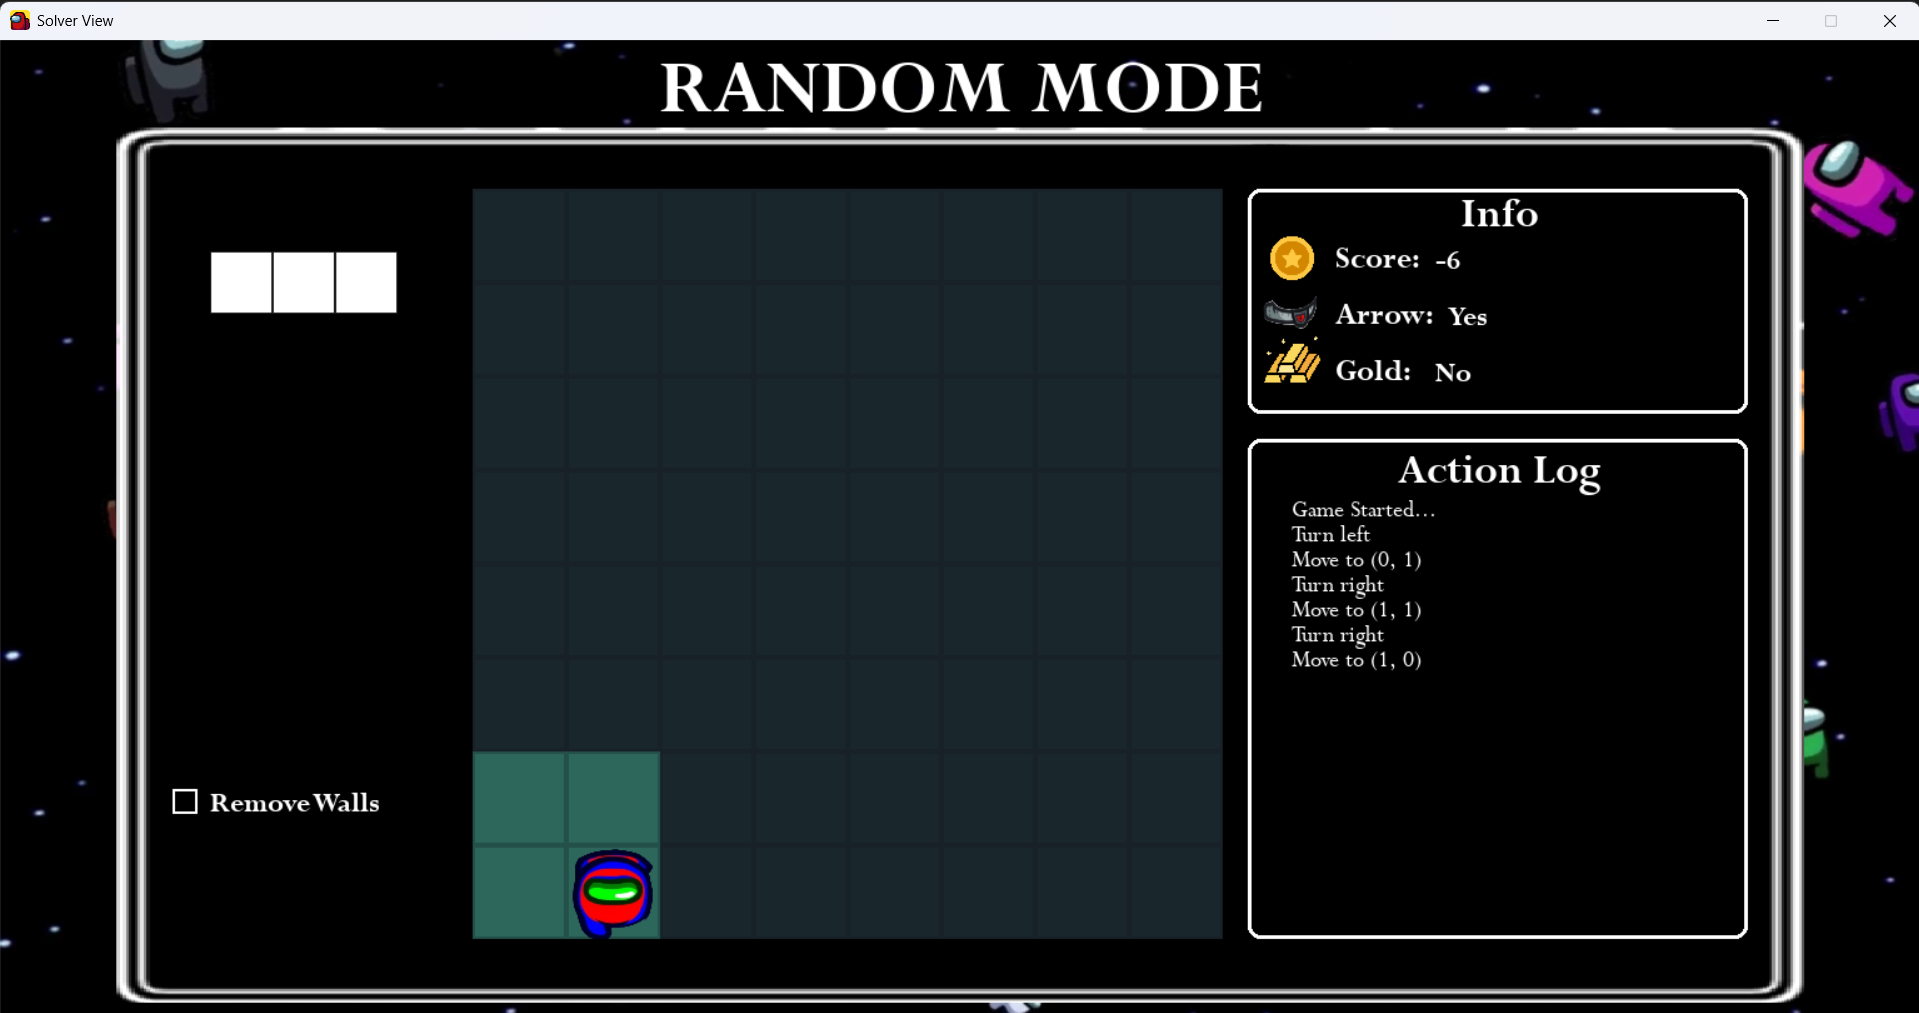 Solver View
RANDOM MODE
Info
Score: -6
Arrow: Yes
Gold: No
Action Log
Game Started...
Turn left
Move to (0, 1)
Turn right
Move to (1, 1)
Turn right
Move to (1, 0)
Remove Walls